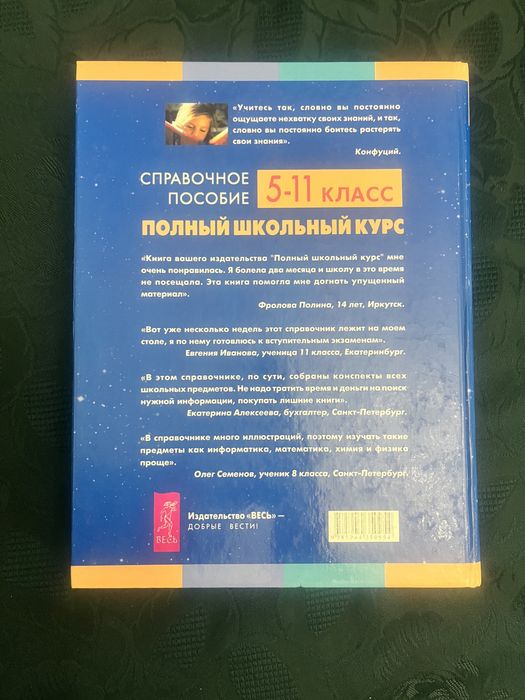 «Учитесь так, словно вы постоянно
ощущаете нехватку своих знаний, и так,
словно вы постоянно боитесь растерять
свои знания».
Конфуций.
СПРАВОЧНОЕ
ПОСОБИЕ
5-11 КЛАСС
ПОЛНЫЙ ШКОЛЬНЫЙ КУРС
«Книга вашего издательства "Полный школьный курс" мне
очень понравилась. Я болела два месяца и школу в это время
не посещала. Эта книга помогла мне догнать упущенный
материал».
Фролова Полина, 14 лет, Иркутск.
«Вот уже несколько недель этот справочник лежит на моем
столе, я по нему готовлюсь к вступительным экзаменам».
Евгения Иванова, ученица 11 класса, Екатеринбург.
«В этом справочнике, по сути, собраны конспекты всех
школьных предметов. Не надо тратить время и деньги на поиск
нужной информации, покупать лишние книги».
Екатерина Алексеева, бухгалтер, Санкт-Петербург.
«В справочнике много иллюстраций, поэтому изучать такие
предметы как информатика, математика, химия и физика
проще».
Олег Семенов, ученик 8 класса, Санкт-Петербург.
ВЕСЬ
Издательство «ВЕСЬ» —
ДОБРЫЕ ВЕСТИ!